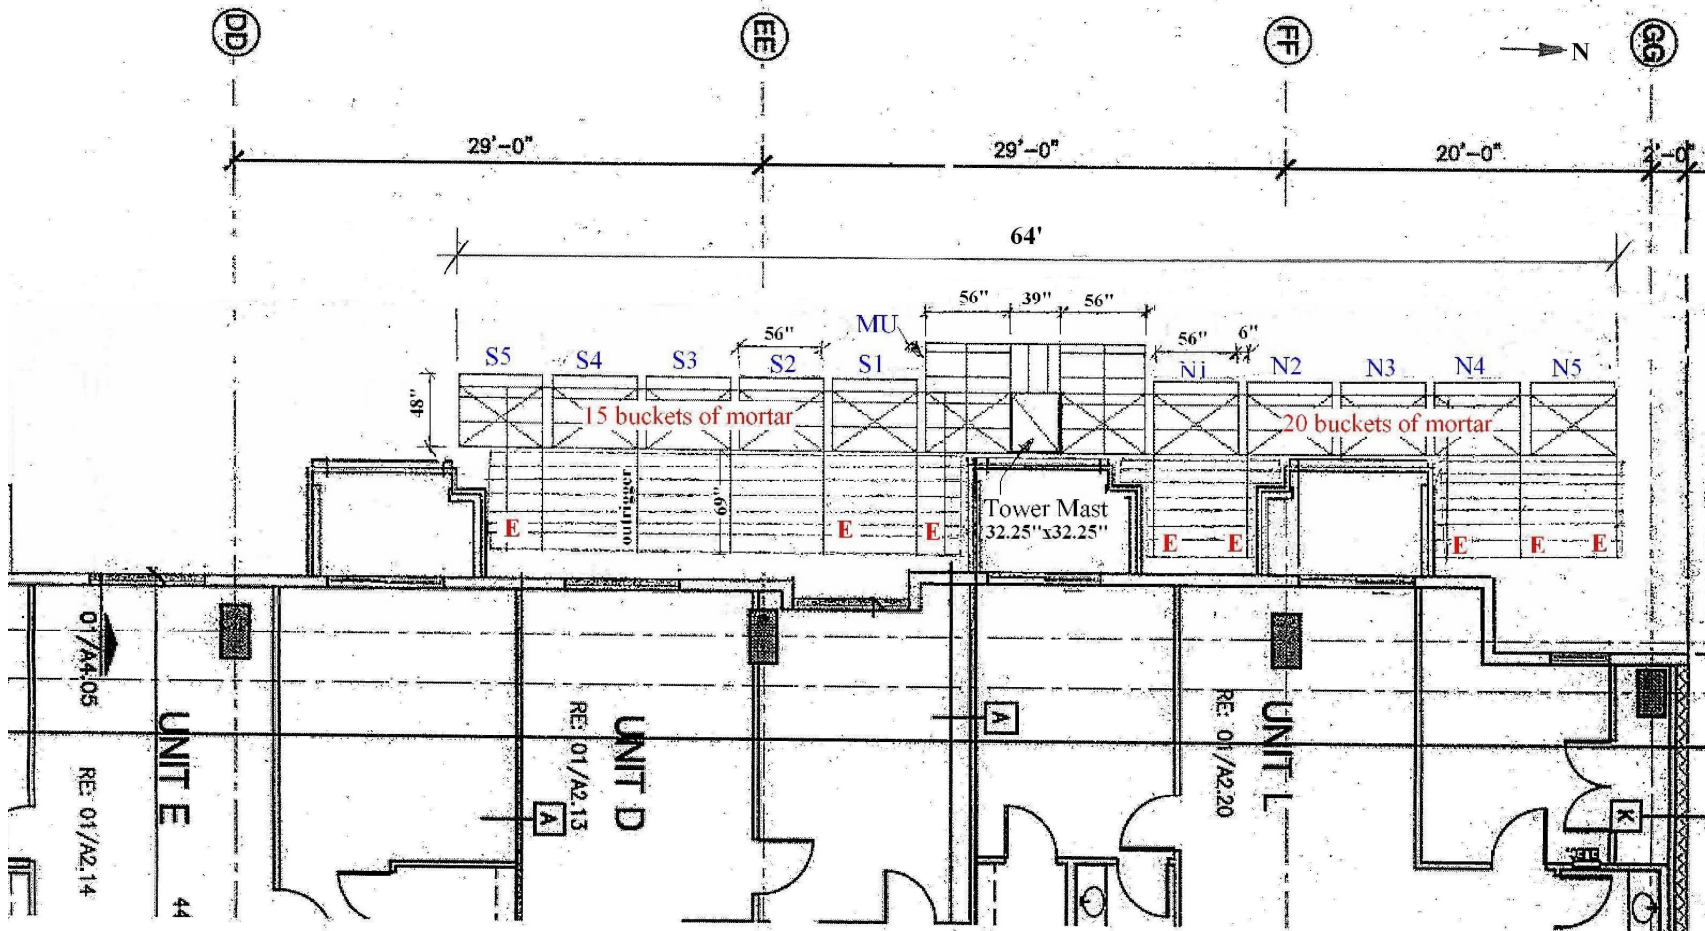 DD
EE
FF
GG
N
29'-0"
29'-0"
20'-0"
2'-0"
64'
56"
39"
56"
MU
56"
56"
6"
S5
S4
S3
S2
S1
N1
N2
N3
N4
N5
48"
15 buckets of mortar
20 buckets of mortar
outrigger
69"
Tower Mast
32.25"x32.25"
E
E
E
E
E
E
E
E
01/A4.05
UNIT E
RE: 01/A2.14
44
A
RE: 01/A2.13
UNIT D
A
RE: 01/A2.20
UNIT L
K